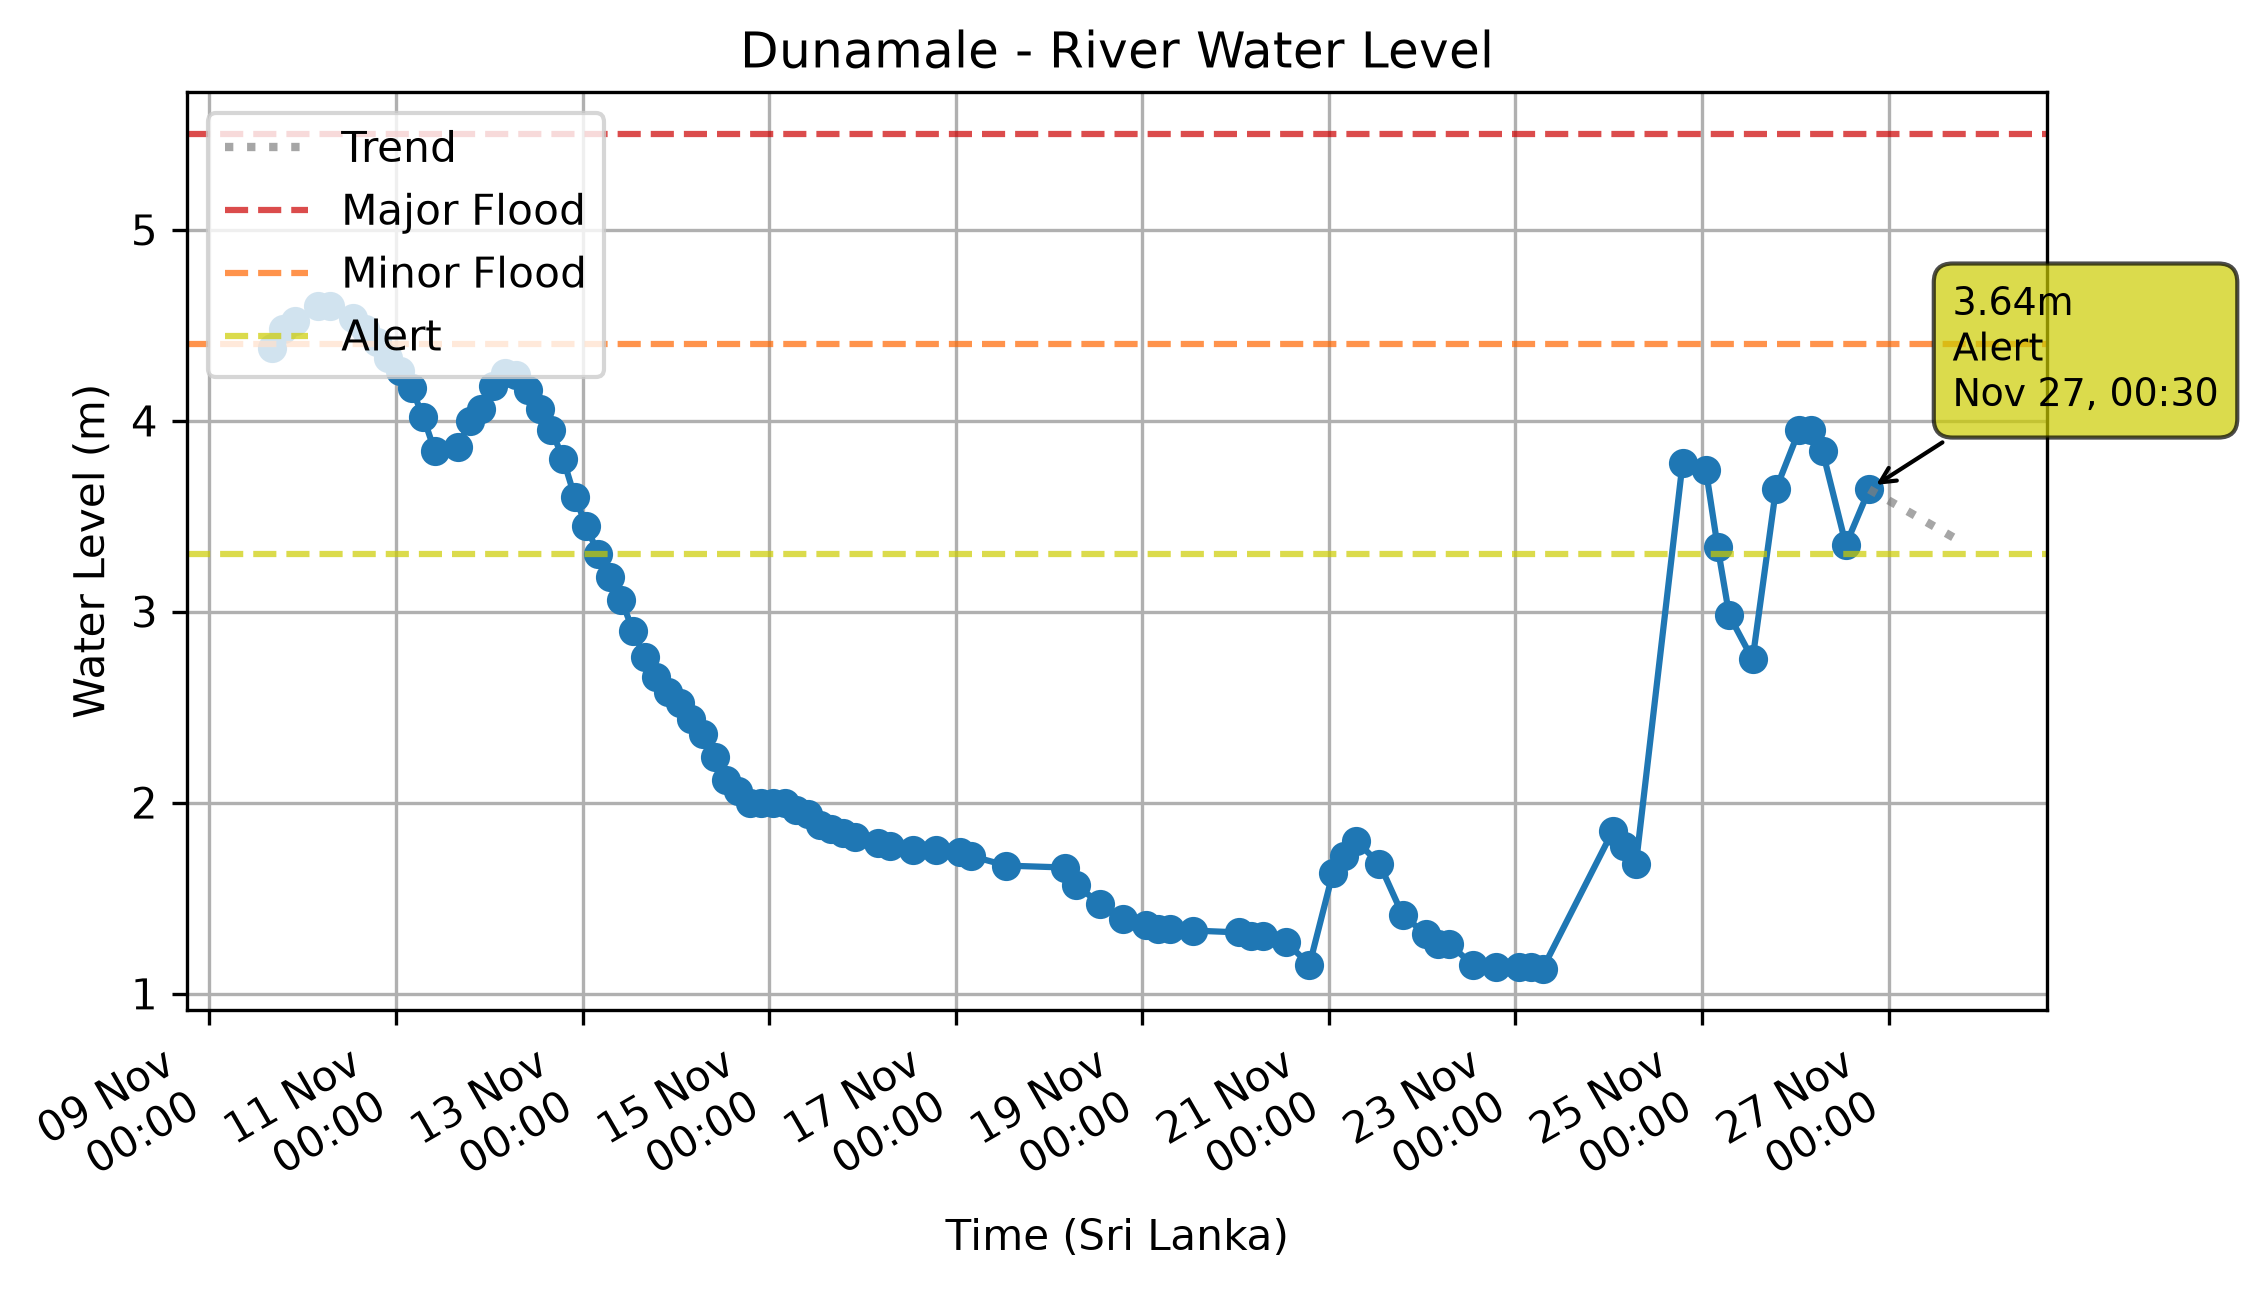 Dunamale - River Water Level
Trend
Major Flood
Minor Flood
Alert
3.64m
Alert
Nov 27, 00:30
Water Level (m)
5
4
3
2
1
09 Nov
00:00
11 Nov
00:00
13 Nov
00:00
15 Nov
00:00
17 Nov
00:00
19 Nov
00:00
21 Nov
00:00
23 Nov
00:00
25 Nov
00:00
27 Nov
00:00
Time (Sri Lanka)